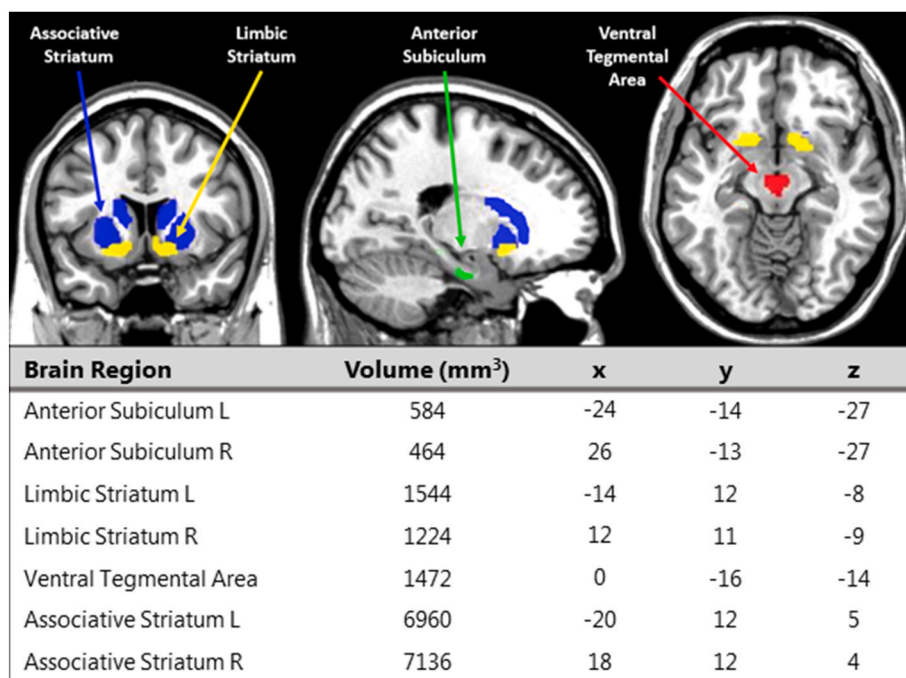 Associative
Striatum
Limbic
Striatum
Anterior
Subiculum
Ventral
Tegmental
Area
Brain Region Volume (mm³) x y z
Anterior Subiculum L 584 -24 -14 -27
Anterior Subiculum R 464 26 -13 -27
Limbic Striatum L 1544 -14 12 -8
Limbic Striatum R 1224 12 11 -9
Ventral Tegmental Area 1472 0 -16 -14
Associative Striatum L 6960 -20 12 5
Associative Striatum R 7136 18 12 4